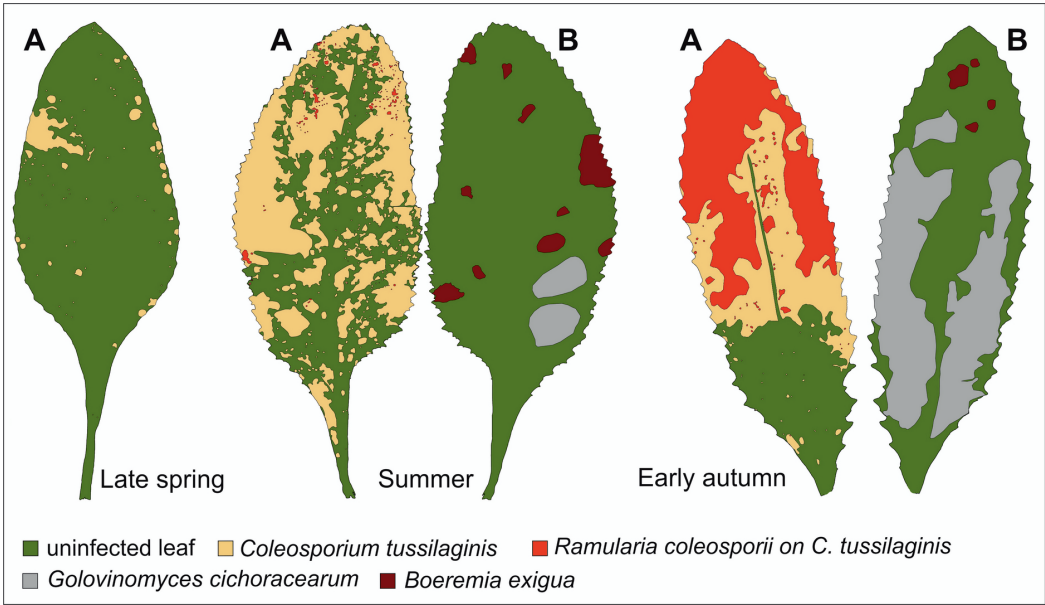 A
A
B
A
B
Late spring
Summer
Early autumn
uninfected leaf
Coleosporium tussilaginis
Ramularia coleosporii on C. tussilaginis
Golovinomyces cichoracearum
Boeremia exigua